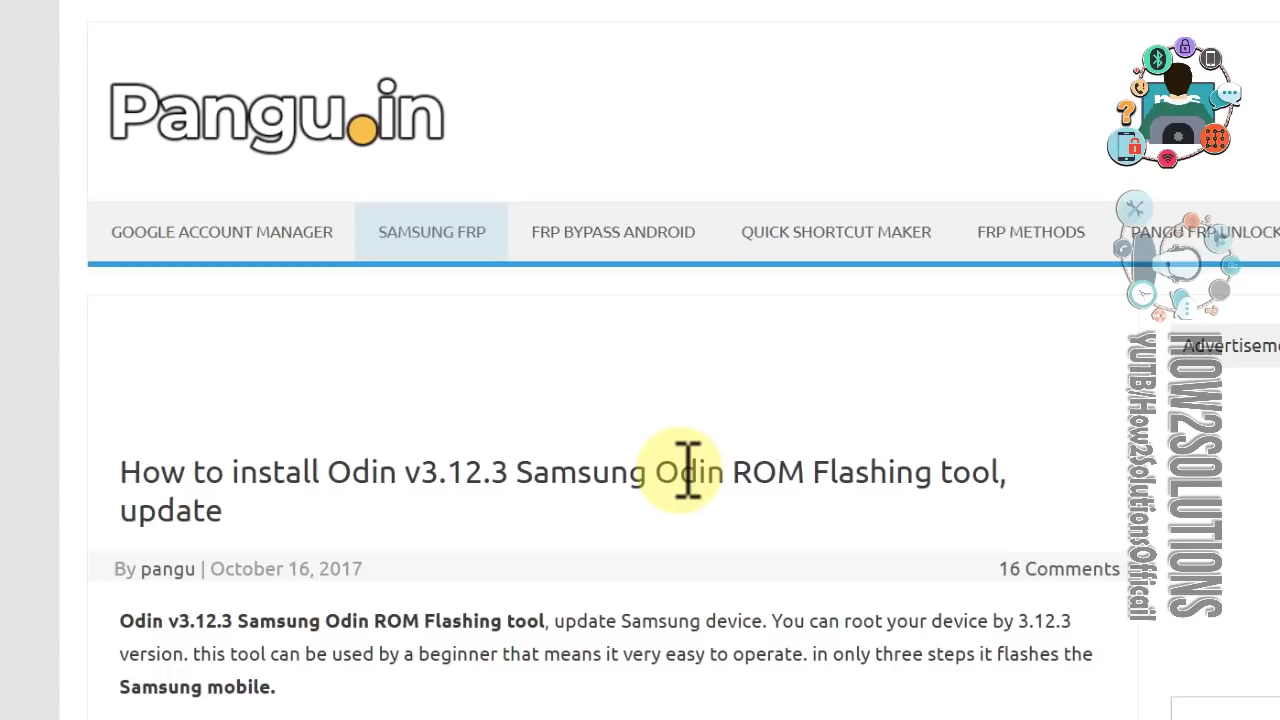 Pangu.in
GOOGLE ACCOUNT MANAGER SAMSUNG FRP FRP BYPASS ANDROID QUICK SHORTCUT MAKER FRP METHODS PANGU FRP UNLOCK
Advertiseme
How to install Odin v3.12.3 Samsung Odin ROM Flashing tool,
update
By pangu | October 16, 2017
16 Comments
Odin v3.12.3 Samsung Odin ROM Flashing tool, update Samsung device. You can root your device by 3.12.3
version. this tool can be used by a beginner that means it very easy to operate. in only three steps it flashes the
Samsung mobile.
HOW2SOLUTIONS
YUTB/How2SolutionsOfficail